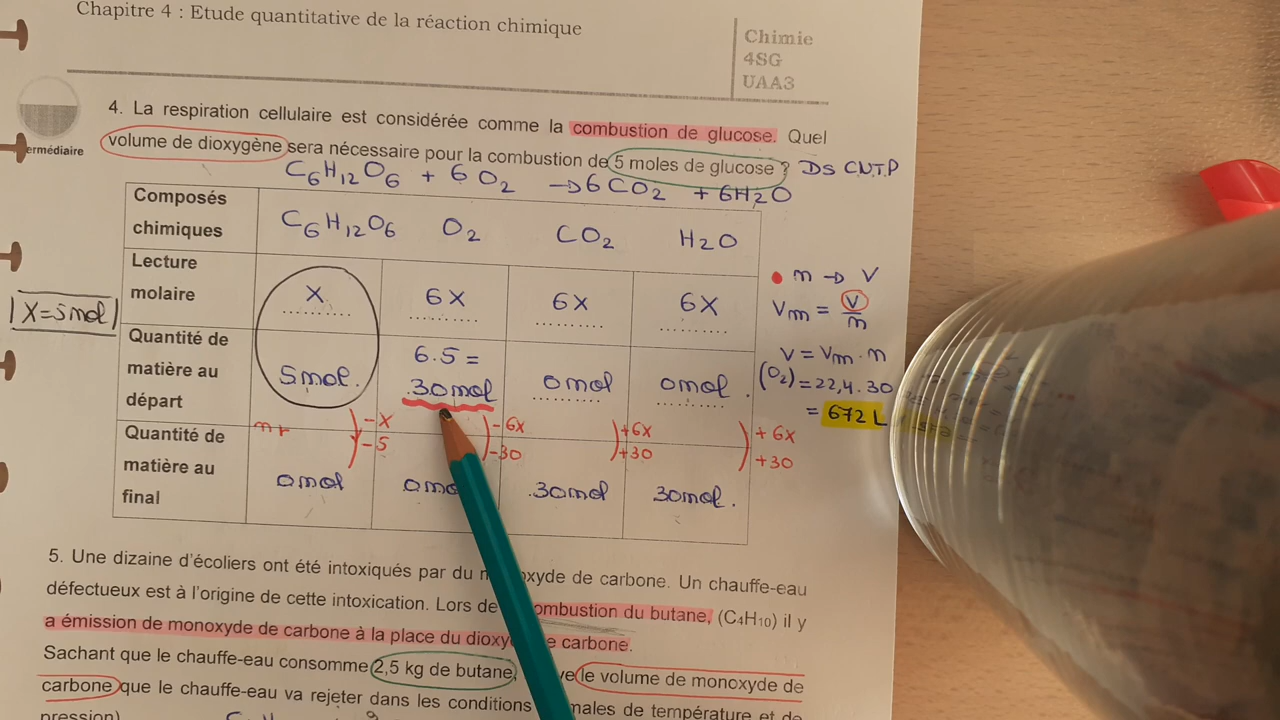 Chapitre 4 : Etude quantitative de la réaction chimique
Chimie
4SG
UAA3
4. La respiration cellulaire est considérée comme la combustion de glucose. Quel
ermédiaire
volume de dioxygène sera nécessaire pour la combustion de 5 moles de glucose ? Ds CNTP
C6H12O6 + 6 O2 → 6 CO2 + 6H2O
Composés chimiques
C6H12O6 O2 CO2 H2O
Lecture molaire
X 6X 6X 6X
X=5mol
Quantité de matière au départ
5mol. 6.5 = 30mol 0mol 0mol.
-X -6X +6X +6X
-5 -30 +30 +30
Quantité de matière au final
0mol 30mol 30mol.
n → V
Vm = V/n
V = Vm . n
(O2) = 22,4 . 30
= 672 L
5. Une dizaine d'écoliers ont été intoxiqués par du de carbone. Un chauffe-eau
défectueux est à l'origine de cette intoxication. Lors de combustion du butane, (C4H10) il y
a émission de monoxyde de carbone à la place du carbone.
Sachant que le chauffe-eau consomme 2,5 kg de butane, le volume de monoxyde de
carbone que le chauffe-eau va rejeter dans les conditions de température et de
pression)